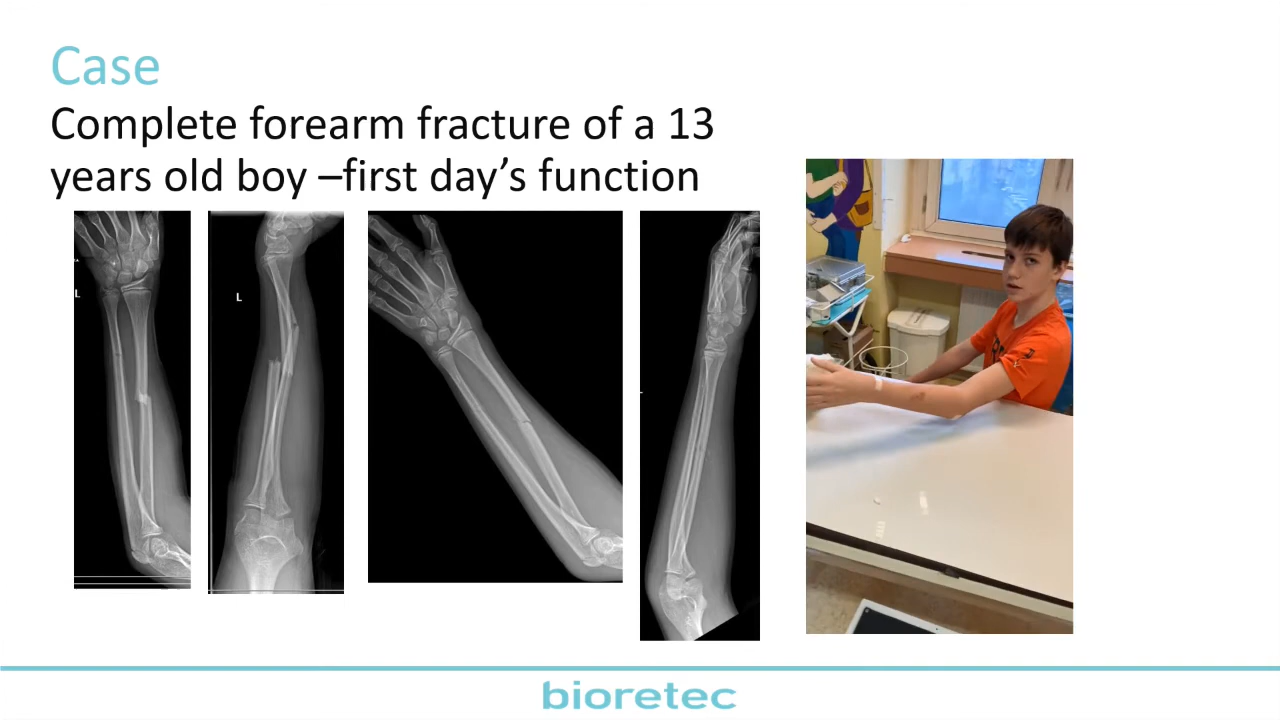 Case
Complete forearm fracture of a 13
years old boy –first day’s function
L
L
bioretec